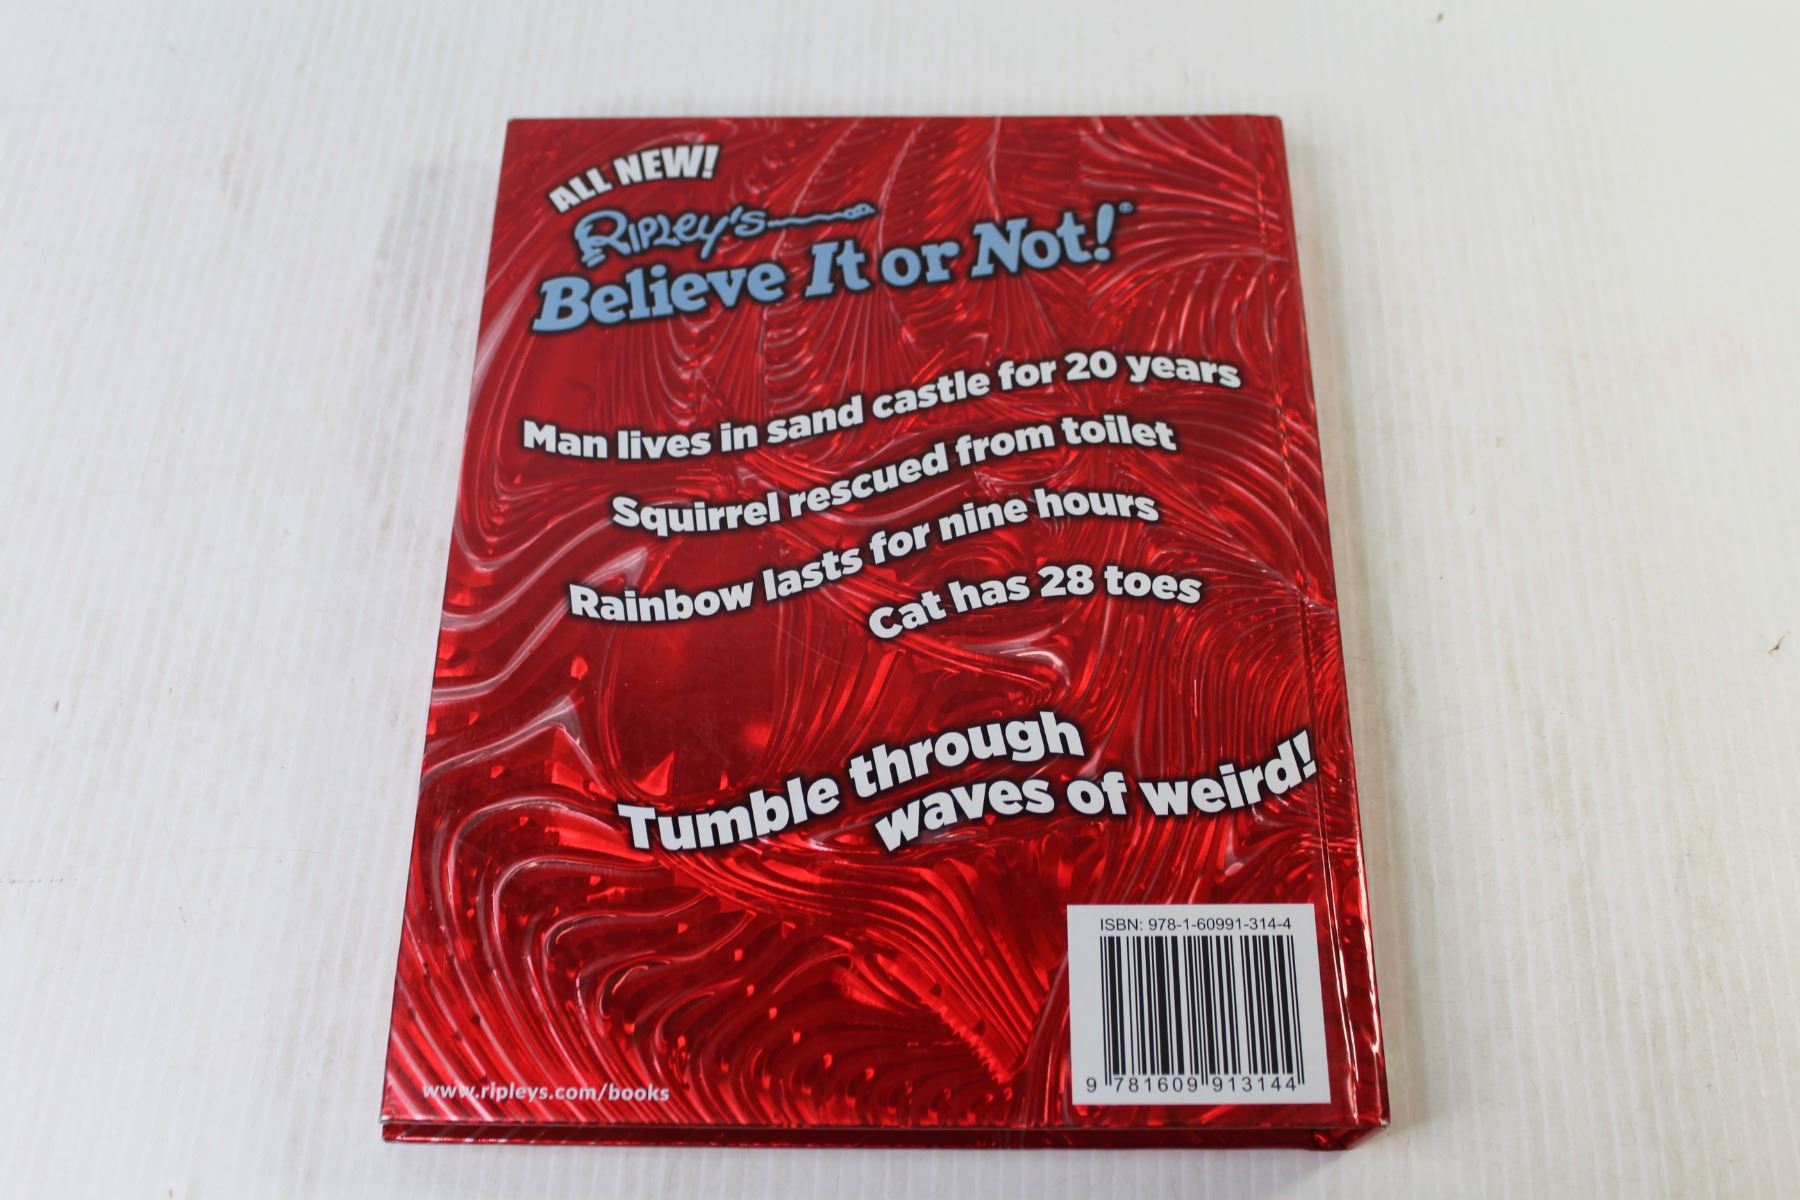 ALL NEW!
RIPLEY'S
Believe It or Not!®
Man lives in sand castle for 20 years
Squirrel rescued from toilet
Rainbow lasts for nine hours
Cat has 28 toes
Tumble through
waves of weird!
ISBN: 978-1-60991-314-4
9 781609 913144
www.ripleys.com/books